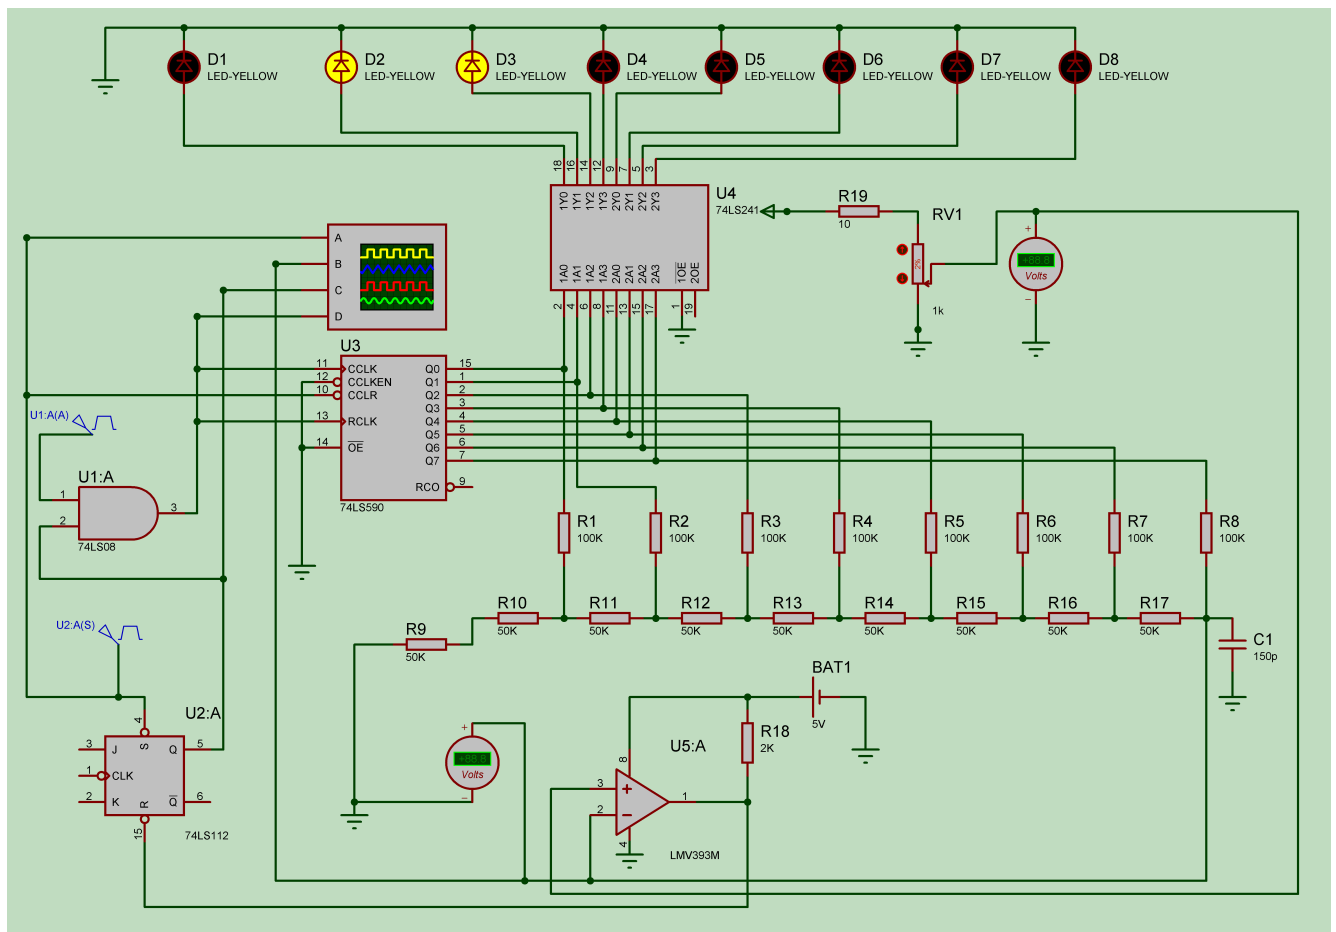 D1
LED-YELLOW
D2
LED-YELLOW
D3
LED-YELLOW
D4
LED-YELLOW
D5
LED-YELLOW
D6
LED-YELLOW
D7
LED-YELLOW
D8
LED-YELLOW
18 16 14 12 9 7 5 3
1Y0 1Y1 1Y2 1Y3 2Y0 2Y1 2Y2 2Y3
U4
74LS241
1A0 1A1 1A2 1A3 2A0 2A1 2A2 2A3 1OE 2OE
2 4 6 8 11 13 15 17 1 19
R19
10
RV1
2%
1k
+
+88.8
Volts
−
A
B
C
D
U3
11 CCLK Q0 15
12 CCLKEN Q1 1
10 CCLR Q2 2
Q3 3
13 RCLK Q4 4
Q5 5
14 OE Q6 6
Q7 7
RCO 9
74LS590
U1:A(A)
U1:A
1
2
3
74LS08
R1
100K
R2
100K
R3
100K
R4
100K
R5
100K
R6
100K
R7
100K
R8
100K
R9
50K
R10
50K
R11
50K
R12
50K
R13
50K
R14
50K
R15
50K
R16
50K
R17
50K
C1
150p
U2:A(S)
U2:A
4
S
3 J Q 5
1 CLK
2 K Q 6
R
15
74LS112
+
+88.8
Volts
−
BAT1
5V
R18
2K
U5:A
8
3 +
1
2 −
4
LMV393M